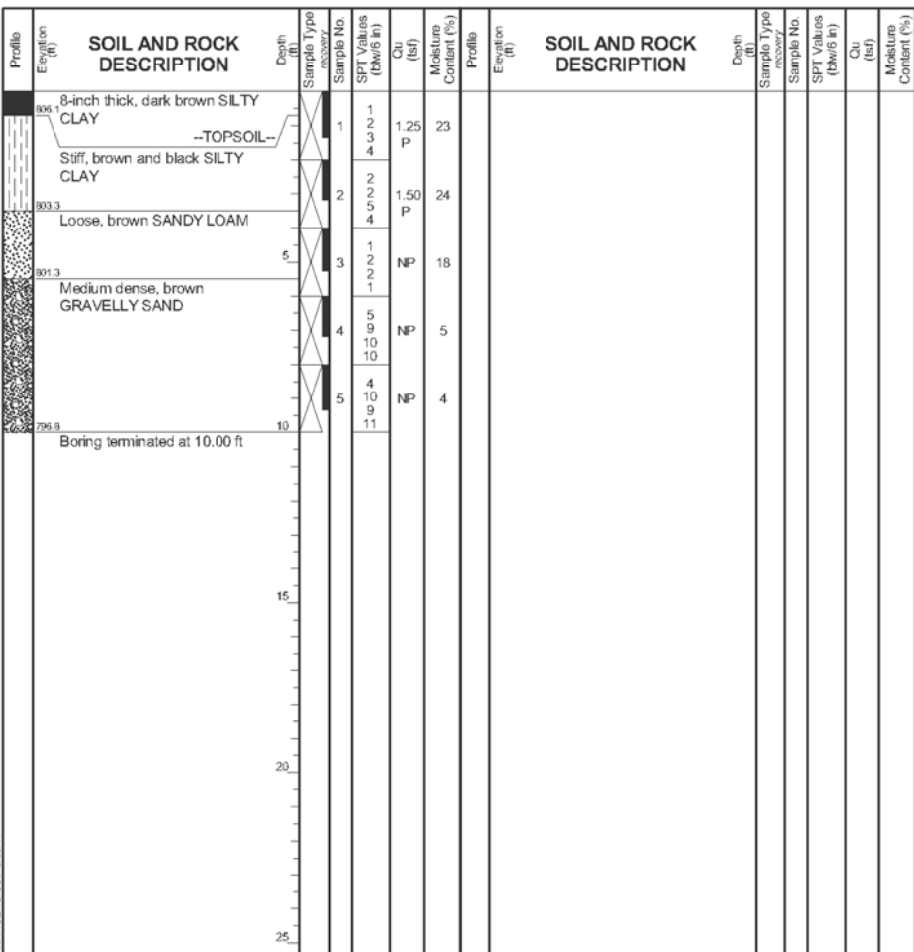 Profile
Elevation
(ft)
SOIL AND ROCK
DESCRIPTION
Depth
(ft)
Sample Type
recovery
Sample No.
SPT Values
(blw/6 in)
Qu
(tsf)
Moisture
Content (%)
Profile
Elevation
(ft)
SOIL AND ROCK
DESCRIPTION
Depth
(ft)
Sample Type
recovery
Sample No.
SPT Values
(blw/6 in)
Qu
(tsf)
Moisture
Content (%)
8-inch thick, dark brown SILTY
806.1
CLAY
--TOPSOIL--
Stiff, brown and black SILTY
CLAY
1
1
2
3
4
1.25
P
23
2
2
2
5
4
1.50
P
24
803.3
Loose, brown SANDY LOAM
5
3
1
2
2
1
NP
18
801.3
Medium dense, brown
GRAVELLY SAND
4
5
9
10
10
NP
5
5
4
10
9
11
NP
4
796.8
10
Boring terminated at 10.00 ft
15
20
25